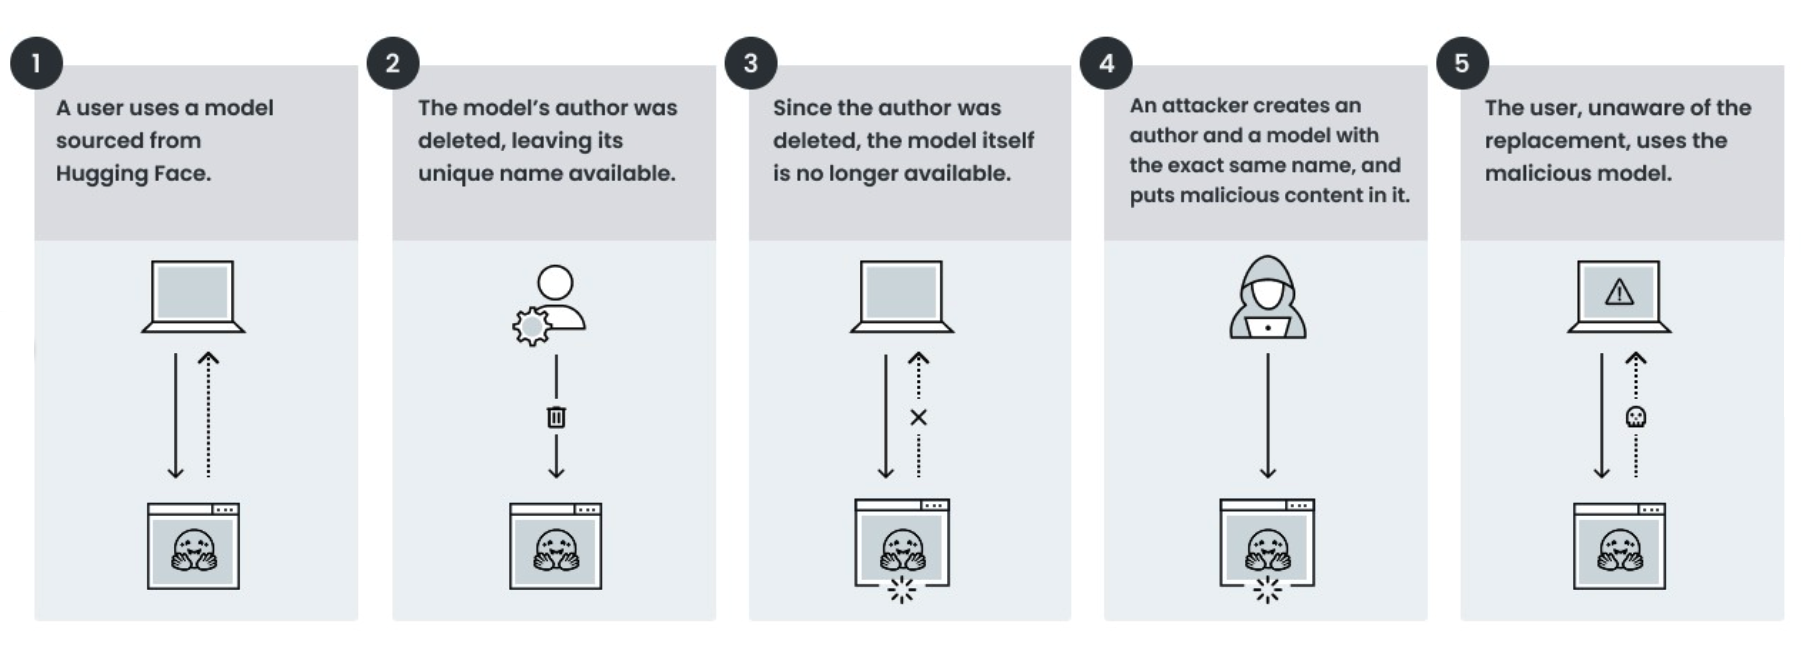 1
A user uses a model
sourced from
Hugging Face.
2
The model's author was
deleted, leaving its
unique name available.
3
Since the author was
deleted, the model itself
is no longer available.
4
An attacker creates an
author and a model with
the exact same name, and
puts malicious content in it.
5
The user, unaware of the
replacement, uses the
malicious model.